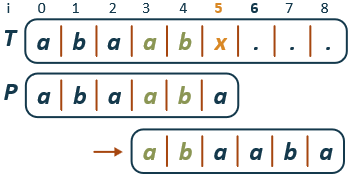 i 0 1 2 3 4 5 6 7 8
T a b a a b x . . .
P a b a a b a
a b a a b a